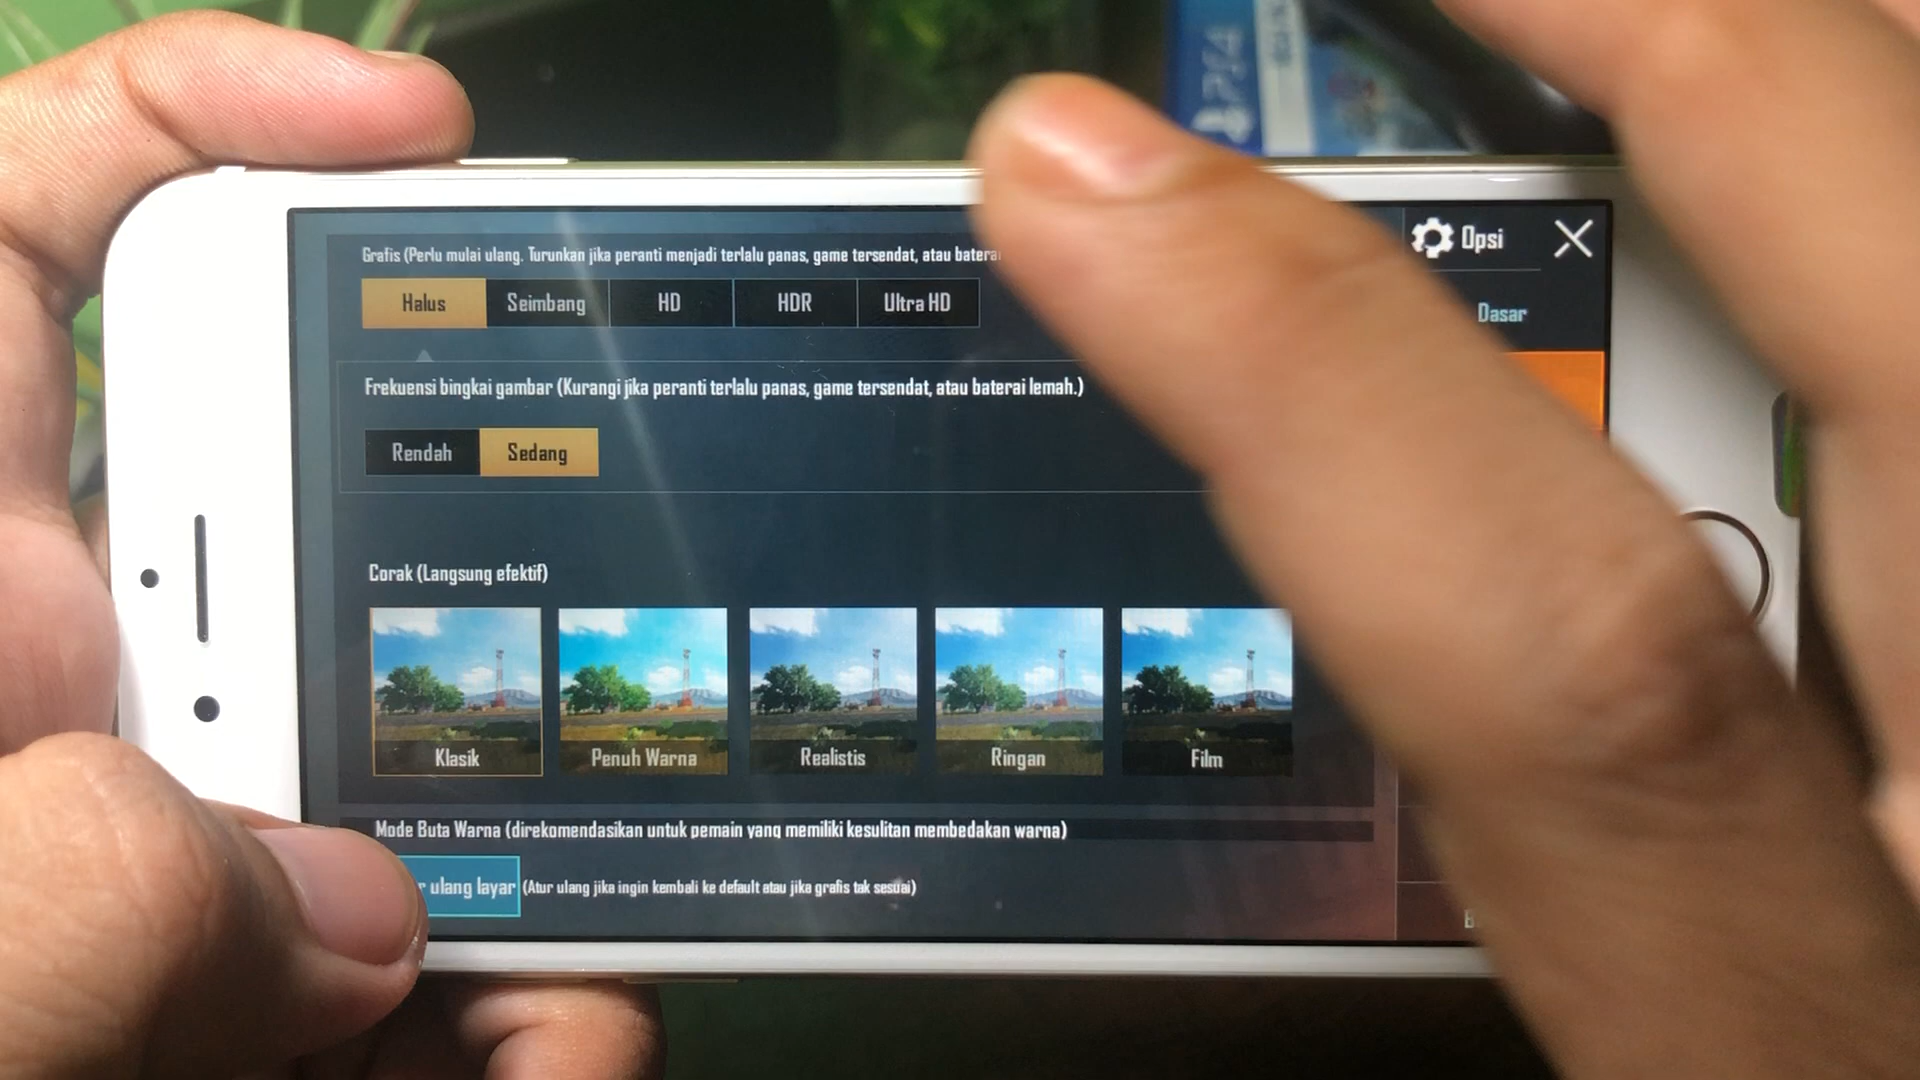 PS4
Grafis (Perlu mulai ulang. Turunkan jika peranti menjadi terlalu panas, game tersendat, atau
Opsi
Halus Seimbang HD HDR Ultra HD
Dasar
Frekuensi bingkai gambar (Kurangi jika peranti terlalu panas, game tersendat, atau baterai lemah.)
Rendah Sedang
Corak (Langsung efektif)
Klasik Penuh Warna Realistis Ringan Film
Mode Buta Warna (direkomendasikan untuk pemain yang memiliki kesulitan membedakan warna)
ulang layar (Atur ulang jika ingin kembali ke default atau jika grafis tak sesuai)